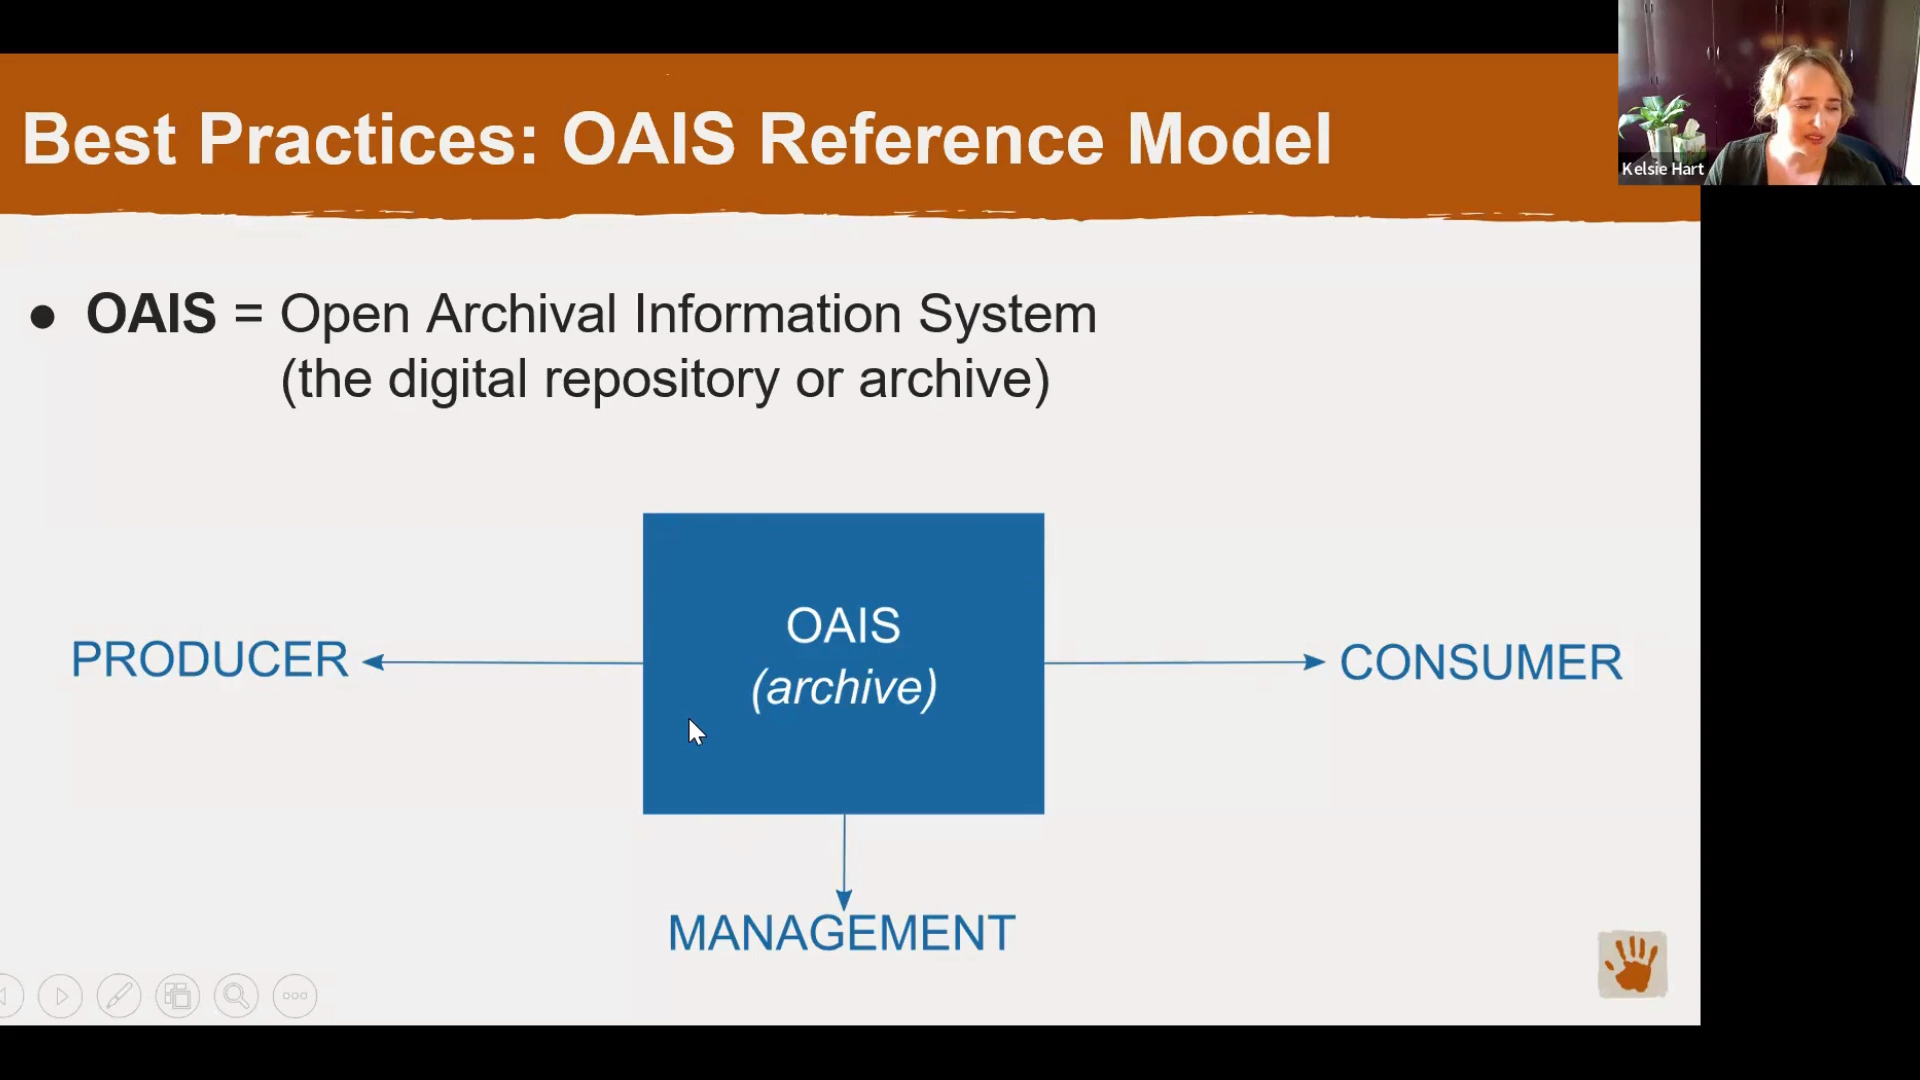 Best Practices: OAIS Reference Model
Kelsie Hart
● OAIS = Open Archival Information System
(the digital repository or archive)
OAIS
(archive)
PRODUCER
CONSUMER
MANAGEMENT